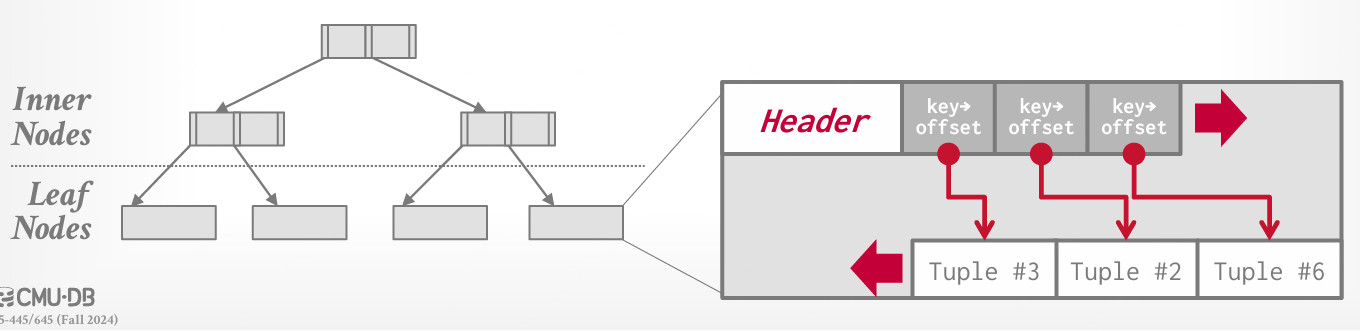 Inner
Nodes
Leaf
Nodes
Header
key→
offset
key→
offset
key→
offset
Tuple #3
Tuple #2
Tuple #6
CMU·DB
5-445/645 (Fall 2024)